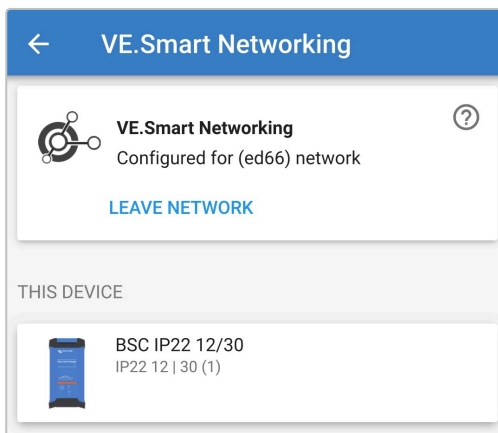 VE.Smart Networking
VE.Smart Networking
Configured for (ed66) network
LEAVE NETWORK
THIS DEVICE
BSC IP22 12/30
IP22 12 | 30 (1)